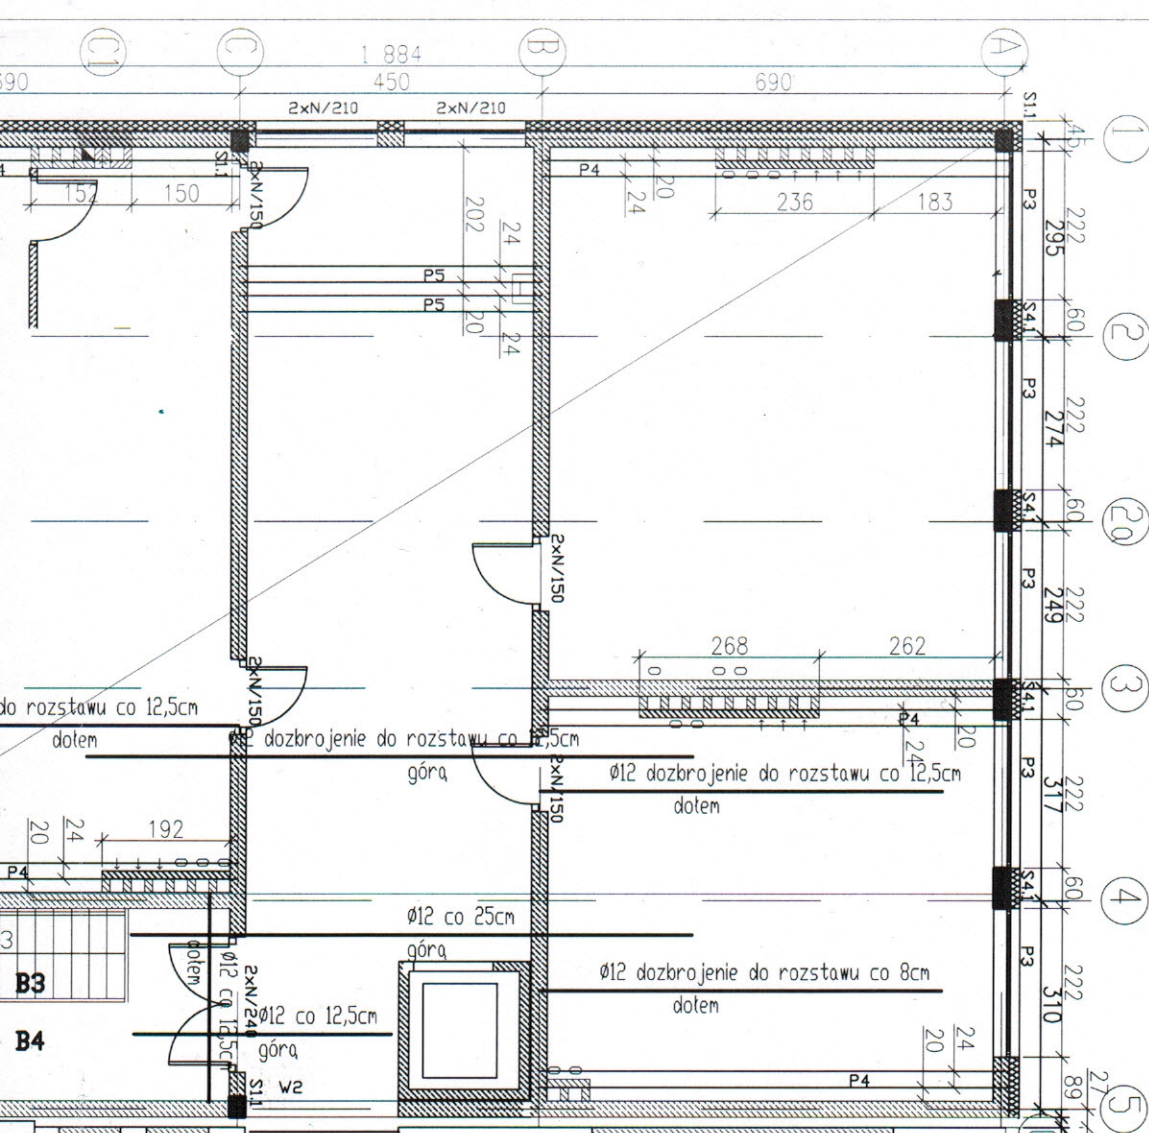 C1
C
B
A
1 884
690
450
690
2xN/210
2xN/210
S1.1
1
45
S1.1
2xN/150
P4
20
24
152
150
236
183
202
24
P3
222
295
P5
P5
20
24
S4.1
60
2
P3
222
274
S4.1
60
2a
2xN/150
P3
222
249
268
262
2xN/150
S4.1
60
3
P4
20
24
do rozstawu co 12,5cm
dołem
Ø12 dozbrojenie do rozstawu co 12,5cm
górą
2xN/150
Ø12 dozbrojenie do rozstawu co 12,5cm
dołem
P3
222
317
20
24
192
P4
S4.1
60
4
Ø12 co 25cm
górą
3
B3
dołem
Ø12 co 12,5cm
2xN/240
Ø12 dozbrojenie do rozstawu co 8cm
dołem
P3
222
310
B4
Ø12 co 12,5cm
górą
20
24
S1.1
W2
P4
27
89
5